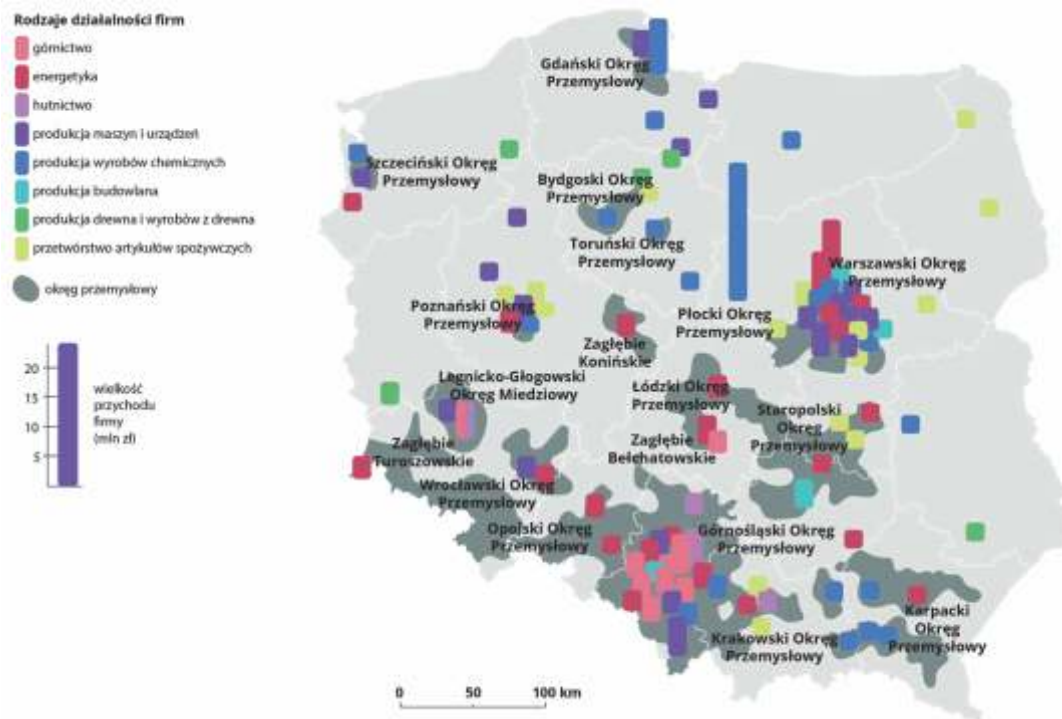 Rodzaje działalności firm
górnictwo
energetyka
hutnictwo
produkcja maszyn i urządzeń
produkcja wyrobów chemicznych
produkcja budowlana
produkcja drewna i wyrobów z drewna
przetwórstwo artykułów spożywczych
okręg przemysłowy
20
15
10
5
wielkość
przychodu
firmy
(mln zł)
Gdański Okręg
Przemysłowy
Szczeciński Okręg
Przemysłowy
Bydgoski Okręg
Przemysłowy
Toruński Okręg
Przemysłowy
Warszawski Okręg
Przemysłowy
Poznański Okręg
Przemysłowy
Płocki Okręg
Przemysłowy
Zagłębie
Konińskie
Legnicko-Głogowski
Okręg Miedziowy
Łódzki Okręg
Przemysłowy
Staropolski
Okręg
Przemysłowy
Zagłębie
Turoszowskie
Zagłębie
Bełchatowskie
Wrocławski Okręg
Przemysłowy
Opolski Okręg
Przemysłowy
Górnośląski Okręg
Przemysłowy
Karpacki
Okręg
Przemysłowy
Krakowski Okręg
Przemysłowy
0 50 100 km